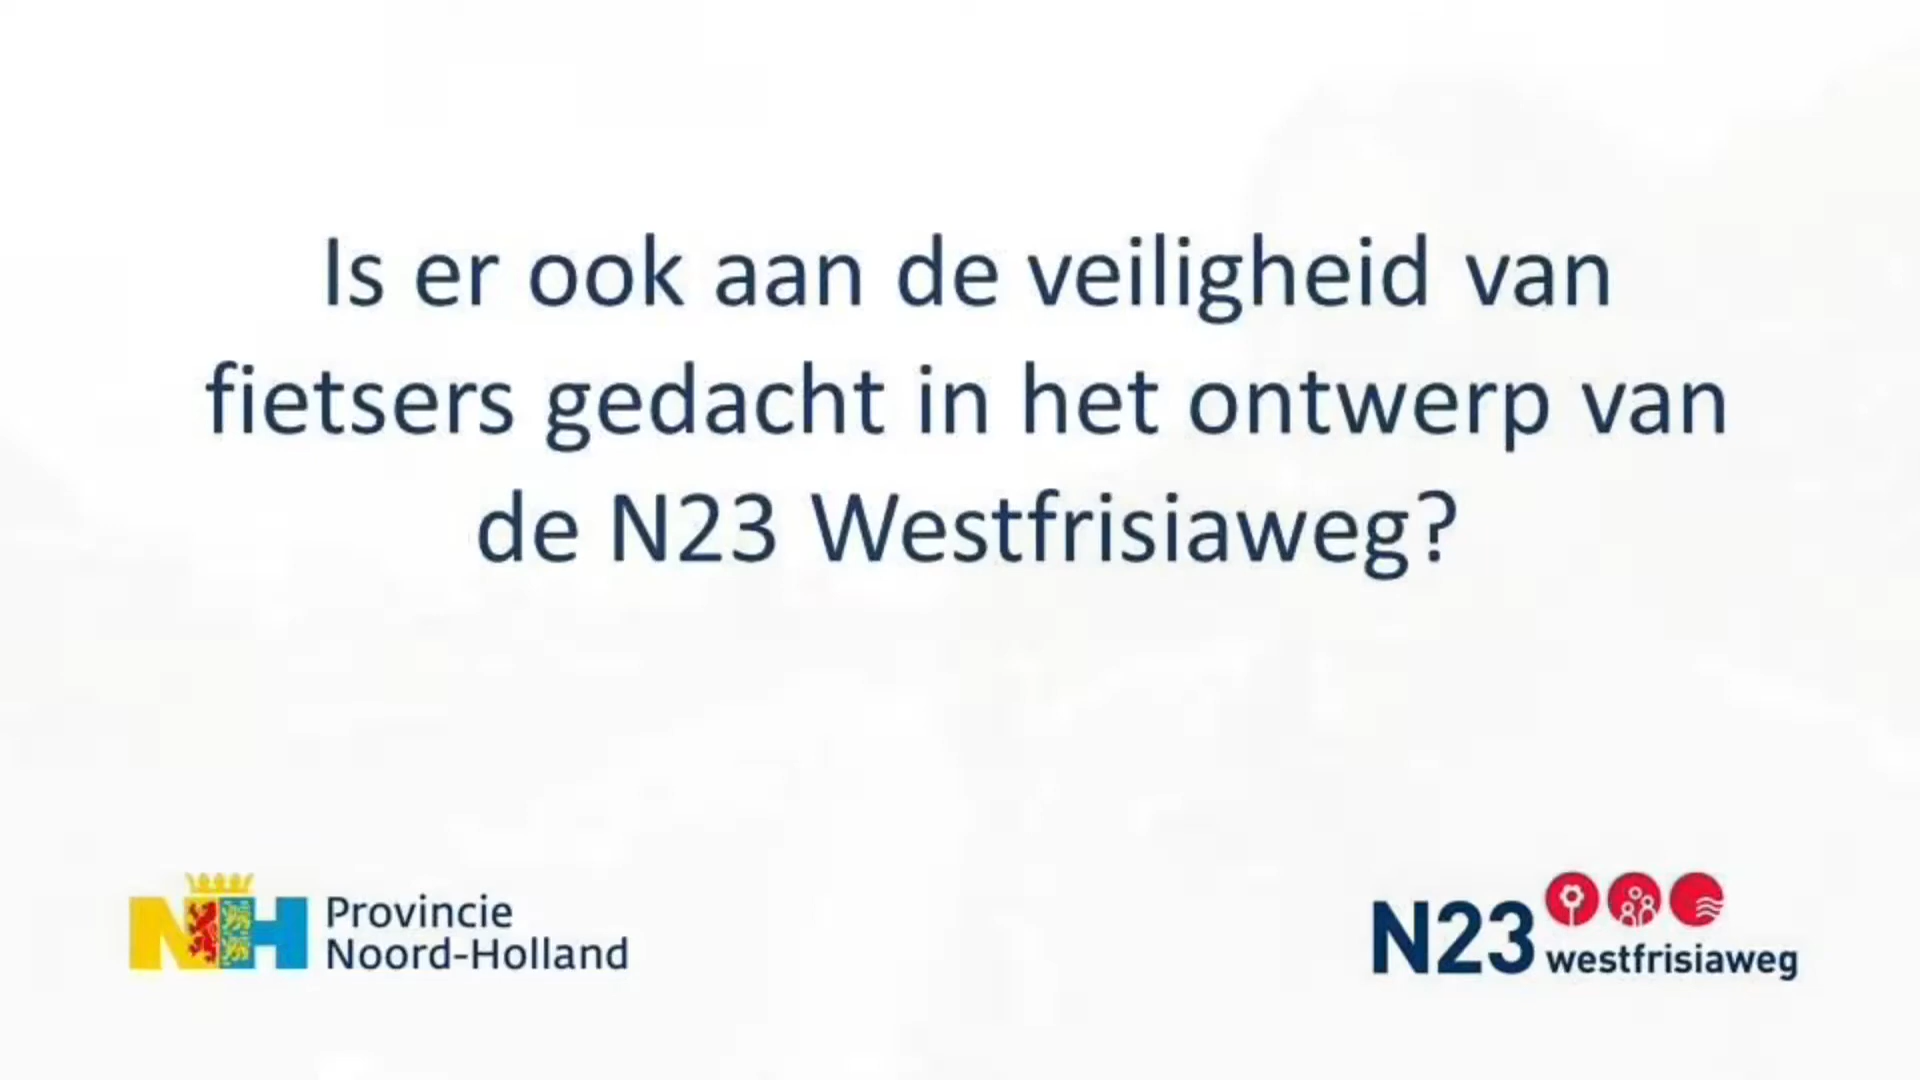 Is er ook aan de veiligheid van
fietsers gedacht in het ontwerp van
de N23 Westfrisiaweg?
NH Provincie
Noord-Holland
N23 westfrisiaweg